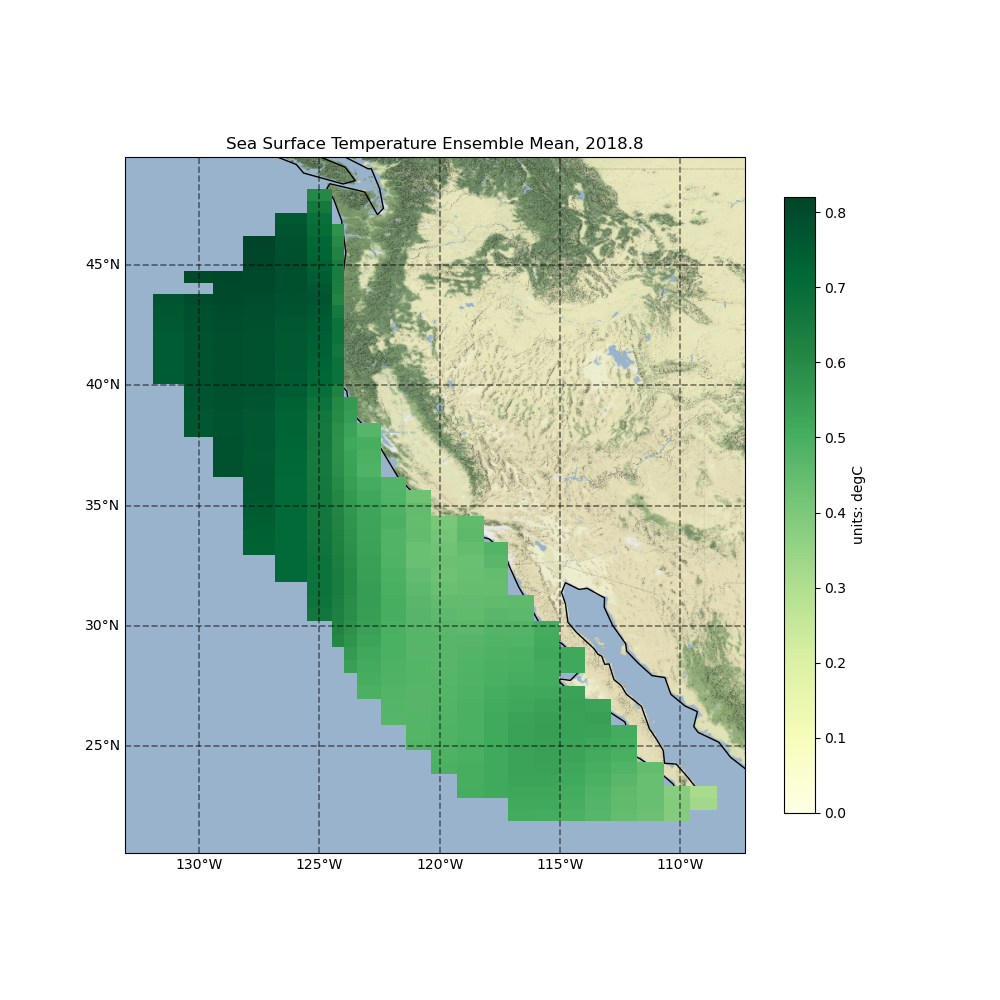 Sea Surface Temperature Ensemble Mean, 2018.8
45°N
40°N
35°N
30°N
25°N
130°W
125°W
120°W
115°W
110°W
0.8
0.7
0.6
0.5
0.4
0.3
0.2
0.1
0.0
units: degC